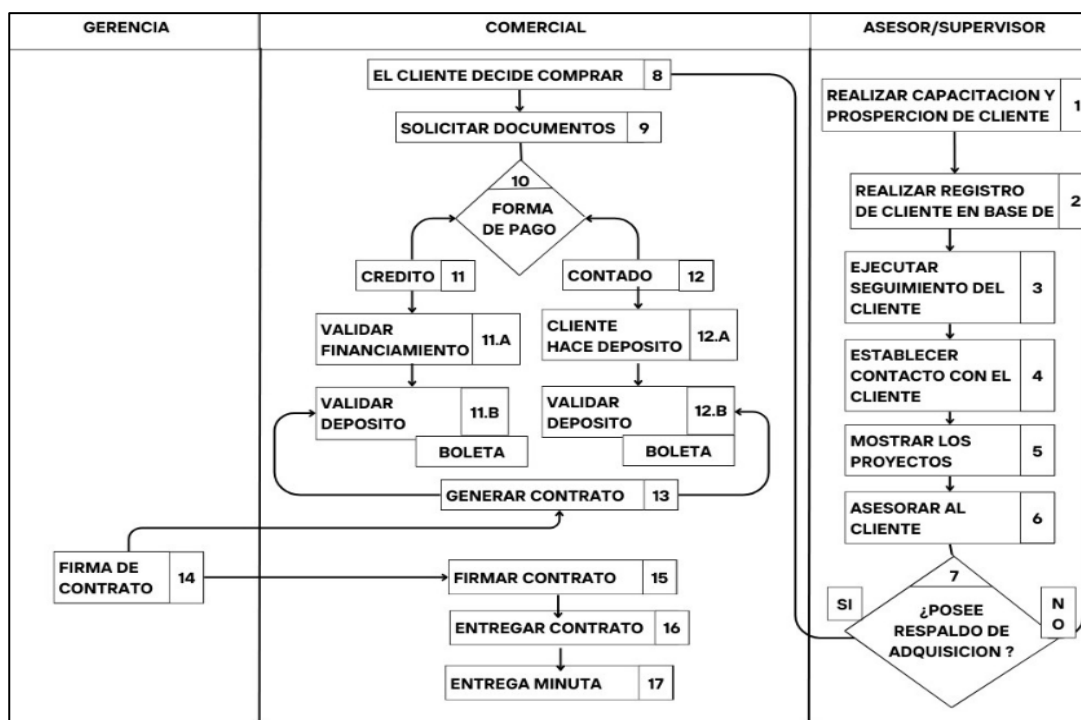 GERENCIA
COMERCIAL
ASESOR/SUPERVISOR
EL CLIENTE DECIDE COMPRAR 8
SOLICITAR DOCUMENTOS 9
10
FORMA
DE PAGO
CREDITO 11
CONTADO 12
VALIDAR
FINANCIAMIENTO 11.A
CLIENTE
HACE DEPOSITO 12.A
VALIDAR
DEPOSITO 11.B
BOLETA
VALIDAR
DEPOSITO 12.B
BOLETA
GENERAR CONTRATO 13
FIRMA DE
CONTRATO 14
FIRMAR CONTRATO 15
ENTREGAR CONTRATO 16
ENTREGA MINUTA 17
REALIZAR CAPACITACION Y
PROSPERCION DE CLIENTE 1
REALIZAR REGISTRO
DE CLIENTE EN BASE DE 2
EJECUTAR
SEGUIMIENTO DEL 3
CLIENTE
ESTABLECER
CONTACTO CON EL 4
CLIENTE
MOSTRAR LOS
PROYECTOS 5
ASESORAR AL
CLIENTE 6
7
¿POSEE
RESPALDO DE
ADQUISICION ?
SI
N
O